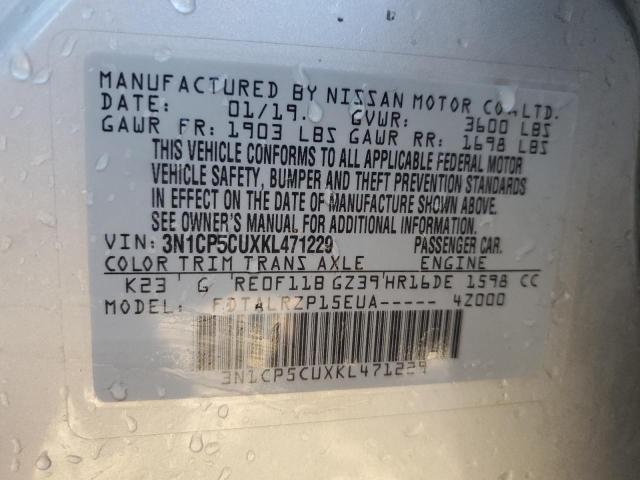 MANUFACTURED BY NISSAN MOTOR CO., LTD.
DATE: 01/19. GVWR: 3600 LBS
GAWR FR: 1903 LBS GAWR RR: 1698 LBS
THIS VEHICLE CONFORMS TO ALL APPLICABLE FEDERAL MOTOR
VEHICLE SAFETY, BUMPER AND THEFT PREVENTION STANDARDS
IN EFFECT ON THE DATE OF MANUFACTURE SHOWN ABOVE.
SEE OWNER'S MANUAL FOR ADDITIONAL INFORMATION.
VIN: 3N1CP5CUXKL471229 PASSENGER CAR.
COLOR TRIM TRANS AXLE ENGINE
K23 G RE0F11B GZ39 HR16DE 1598 CC
MODEL: FDTALRZP15EUA----- 4Z000
3N1CP5CUXKL471229